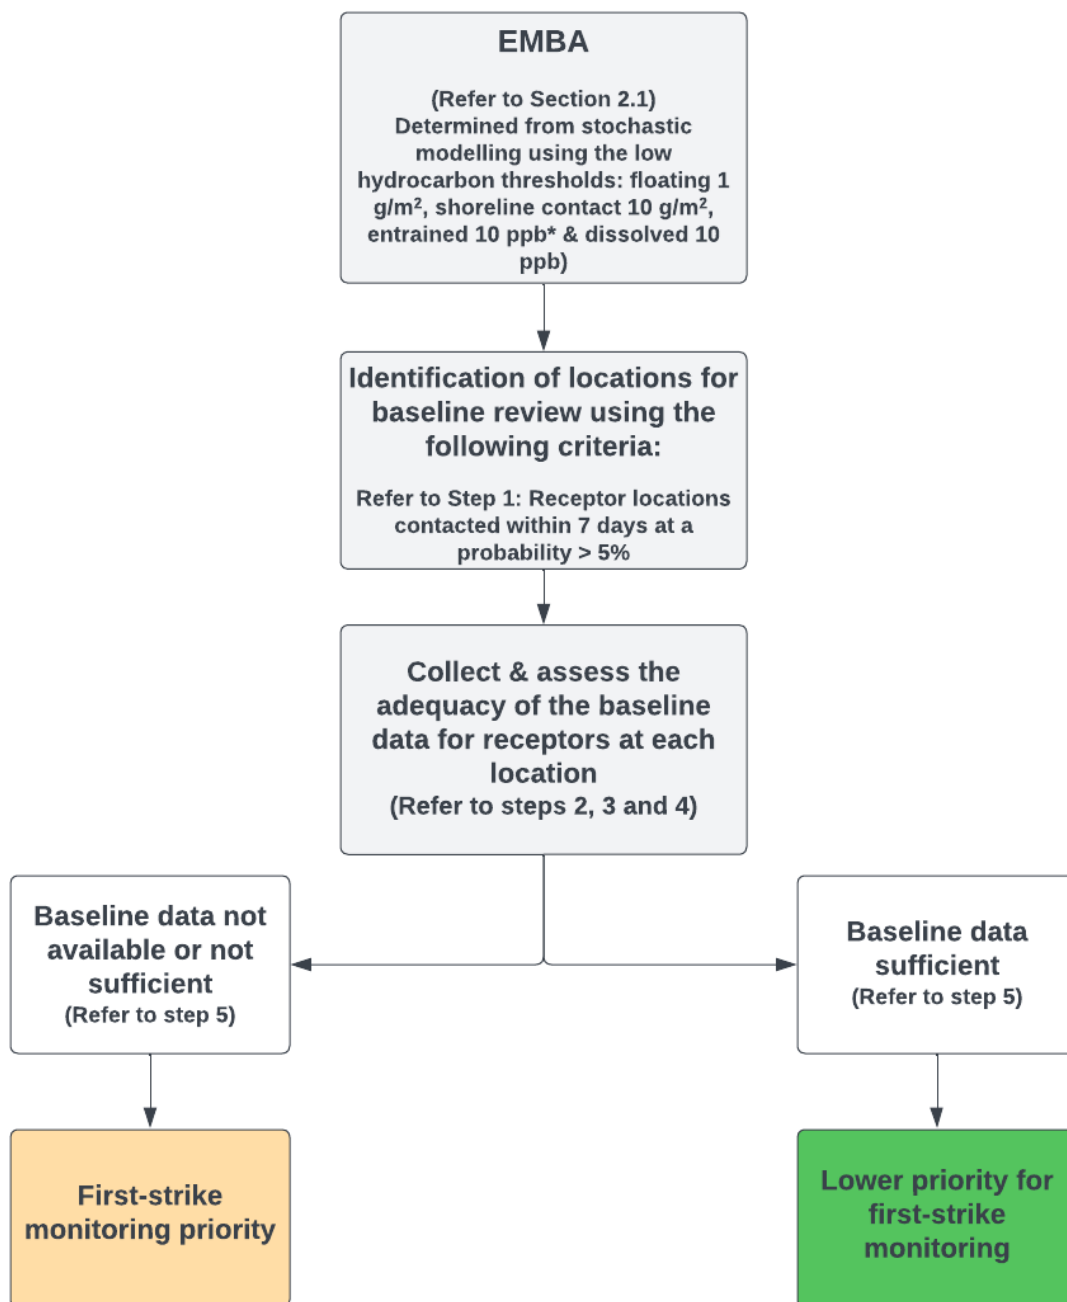 EMBA
(Refer to Section 2.1)
Determined from stochastic
modelling using the low
hydrocarbon thresholds: floating 1
g/m², shoreline contact 10 g/m²,
entrained 10 ppb* & dissolved 10
ppb)
Identification of locations for
baseline review using the
following criteria:
Refer to Step 1: Receptor locations
contacted within 7 days at a
probability > 5%
Collect & assess the
adequacy of the baseline
data for receptors at each
location
(Refer to steps 2, 3 and 4)
Baseline data not
available or not
sufficient
(Refer to step 5)
Baseline data
sufficient
(Refer to step 5)
First-strike
monitoring priority
Lower priority for
first-strike
monitoring